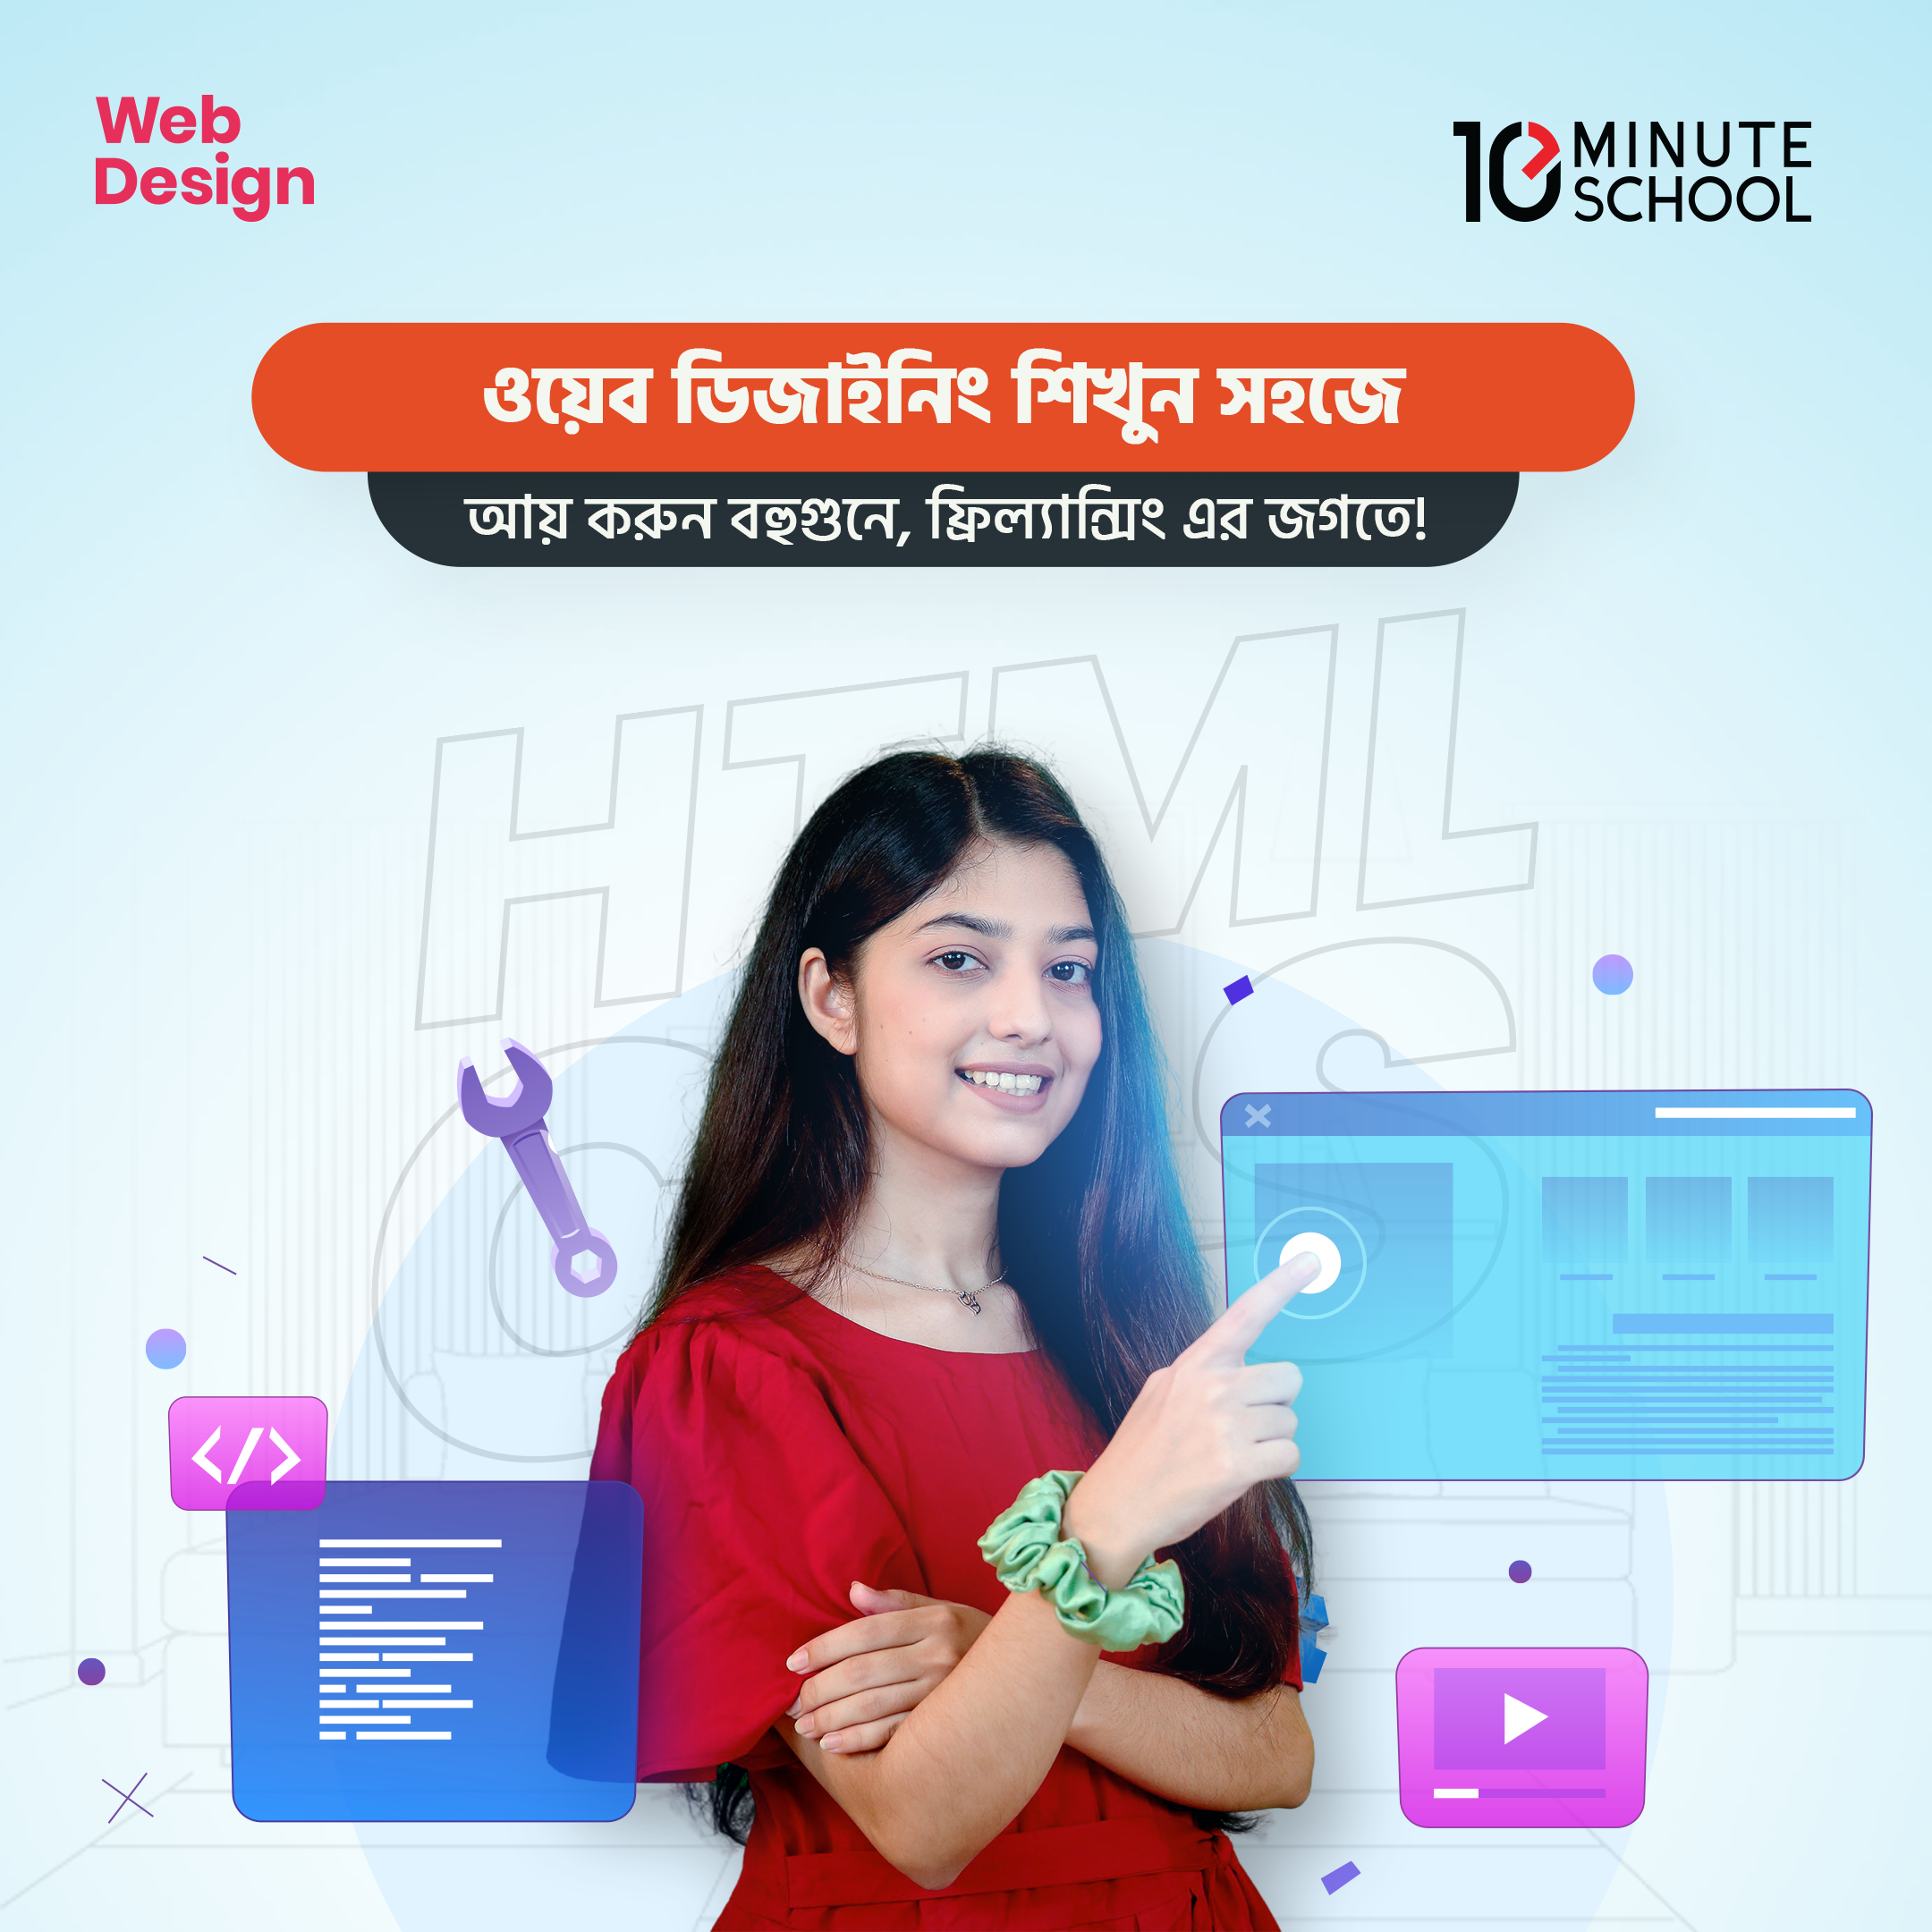 Web
Design
10 MINUTE
SCHOOL
ওয়েব ডিজাইনিং শিখুন সহজে
আয় করুন বহুগুনে, ফ্রিল্যান্সিং এর জগতে!
HTML
CSS
</>